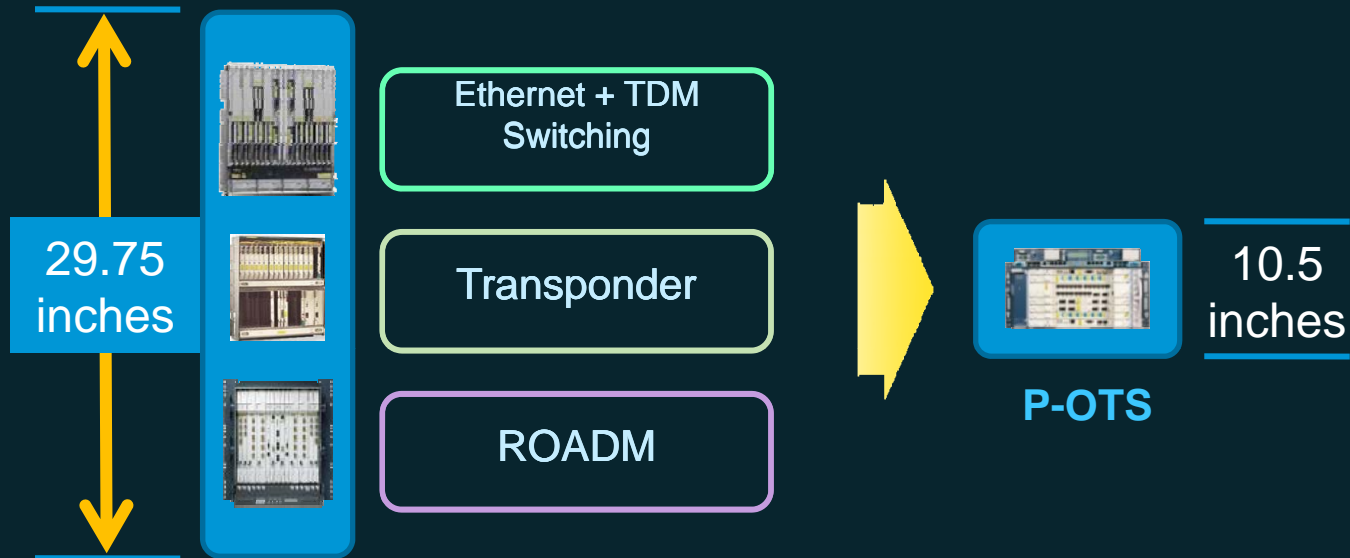 29.75
inches
Ethernet + TDM
Switching
Transponder
ROADM
P-OTS
10.5
inches